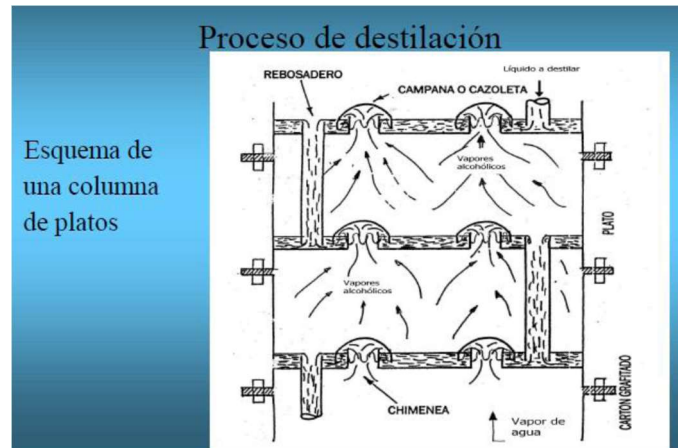 Proceso de destilación
Esquema de
una columna
de platos
REBOSADERO
Líquido a destilar
CAMPANA O CAZOLETA
Vapores
alcohólicos
PLATO
Vapores
alcohólicos
CHIMENEA
Vapor de
agua
CARTON GRAFITADO